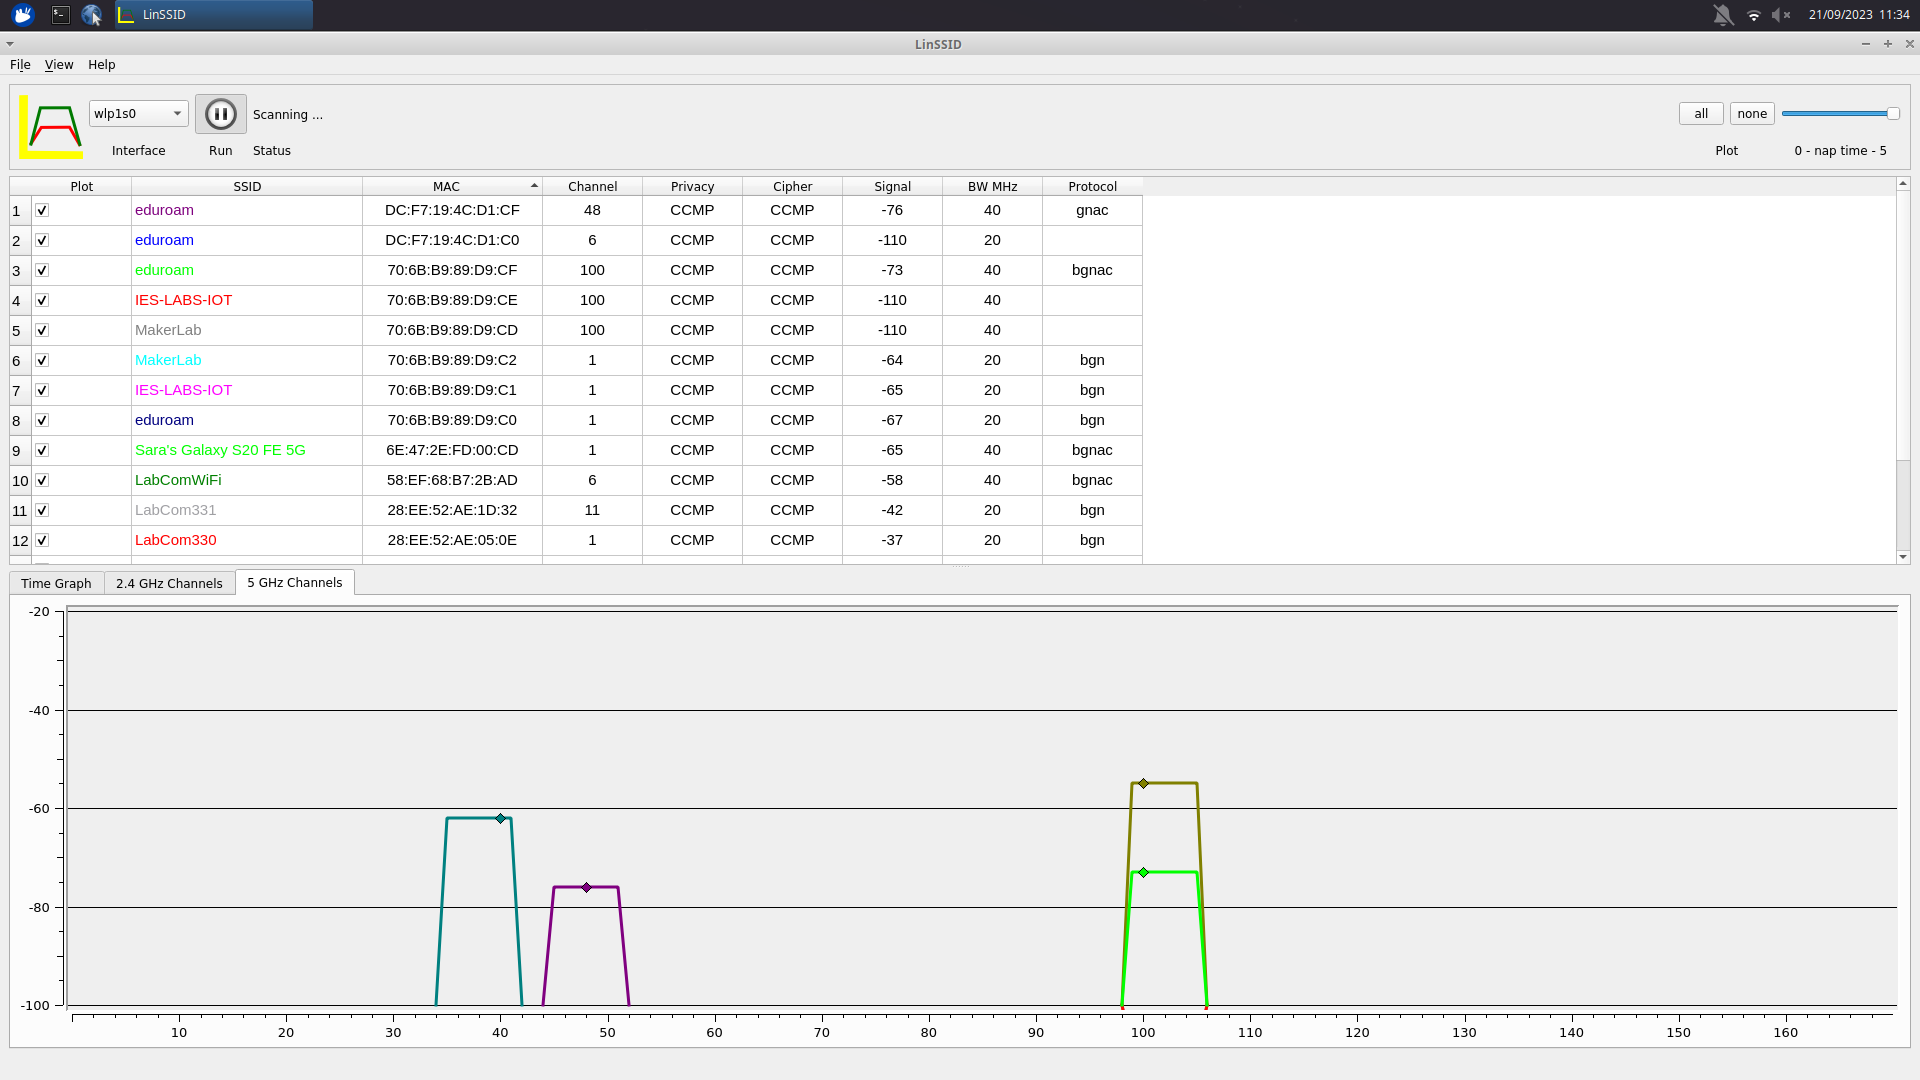 LinSSID 21/09/2023 11:34
LinSSID
File View Help
wlp1s0 Scanning ... all none
Interface Run Status Plot 0 - nap time - 5
Plot SSID MAC Channel Privacy Cipher Signal BW MHz Protocol
1 eduroam DC:F7:19:4C:D1:CF 48 CCMP CCMP -76 40 gnac
2 eduroam DC:F7:19:4C:D1:C0 6 CCMP CCMP -110 20
3 eduroam 70:6B:B9:89:D9:CF 100 CCMP CCMP -73 40 bgnac
4 IES-LABS-IOT 70:6B:B9:89:D9:CE 100 CCMP CCMP -110 40
5 MakerLab 70:6B:B9:89:D9:CD 100 CCMP CCMP -110 40
6 MakerLab 70:6B:B9:89:D9:C2 1 CCMP CCMP -64 20 bgn
7 IES-LABS-IOT 70:6B:B9:89:D9:C1 1 CCMP CCMP -65 20 bgn
8 eduroam 70:6B:B9:89:D9:C0 1 CCMP CCMP -67 20 bgn
9 Sara's Galaxy S20 FE 5G 6E:47:2E:FD:00:CD 1 CCMP CCMP -65 40 bgnac
10 LabComWiFi 58:EF:68:B7:2B:AD 6 CCMP CCMP -58 40 bgnac
11 LabCom331 28:EE:52:AE:1D:32 11 CCMP CCMP -42 20 bgn
12 LabCom330 28:EE:52:AE:05:0E 1 CCMP CCMP -37 20 bgn
Time Graph 2.4 GHz Channels 5 GHz Channels
-20
-40
-60
-80
-100
10 20 30 40 50 60 70 80 90 100 110 120 130 140 150 160